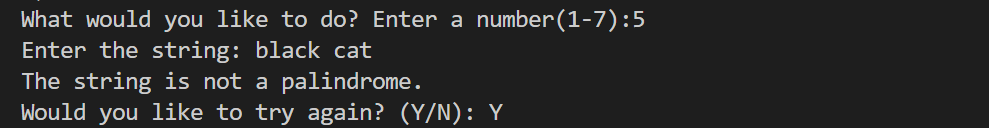 What would you like to do? Enter a number(1-7):5
Enter the string: black cat
The string is not a palindrome.
Would you like to try again? (Y/N): Y